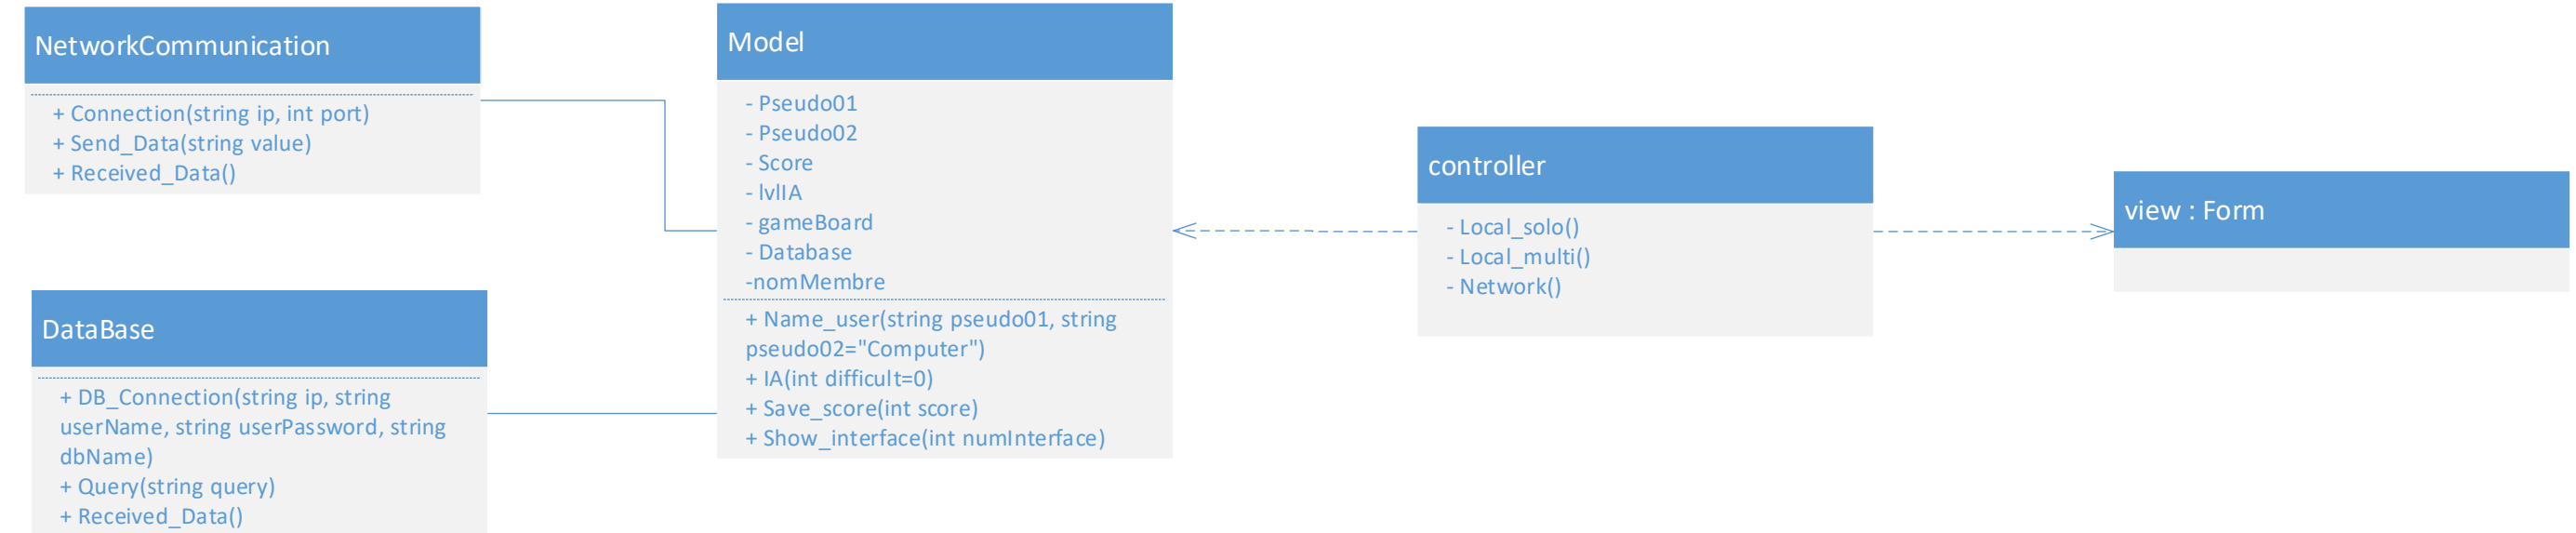 NetworkCommunication
+ Connection(string ip, int port)
+ Send_Data(string value)
+ Received_Data()
DataBase
+ DB_Connection(string ip, string
userName, string userPassword, string
dbName)
+ Query(string query)
+ Received_Data()
Model
- Pseudo01
- Pseudo02
- Score
- lvlIA
- gameBoard
- Database
-nomMembre
+ Name_user(string pseudo01, string
pseudo02="Computer")
+ IA(int difficult=0)
+ Save_score(int score)
+ Show_interface(int numInterface)
controller
- Local_solo()
- Local_multi()
- Network()
view : Form